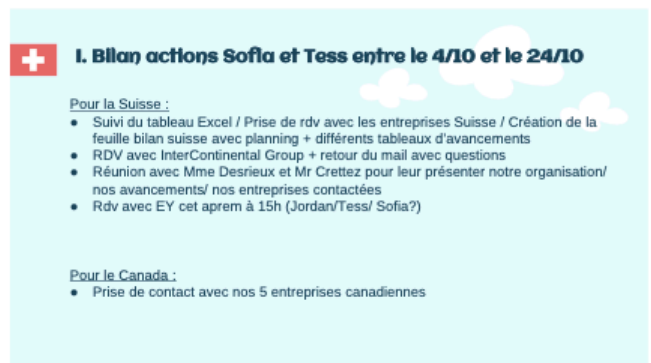 I. Bilan actions Sofia et Tess entre le 4/10 et le 24/10
Pour la Suisse :
● Suivi du tableau Excel / Prise de rdv avec les entreprises Suisse / Création de la
feuille bilan suisse avec planning + différents tableaux d'avancements
● RDV avec InterContinental Group + retour du mail avec questions
● Réunion avec Mme Desrieux et Mr Crettez pour leur présenter notre organisation/
nos avancements/ nos entreprises contactées
● Rdv avec EY cet aprem à 15h (Jordan/Tess/ Sofia?)
Pour le Canada :
● Prise de contact avec nos 5 entreprises canadiennes